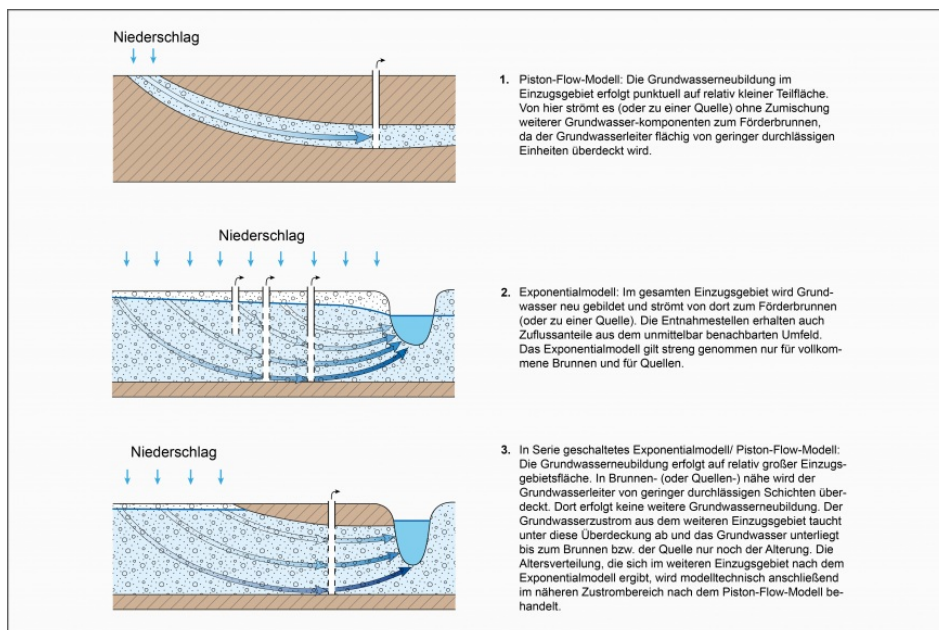 Niederschlag
1. Piston-Flow-Modell: Die Grundwasserneubildung im
Einzugsgebiet erfolgt punktuell auf relativ kleiner Teilfläche.
Von hier strömt es (oder zu einer Quelle) ohne Zumischung
weiterer Grundwasser-komponenten zum Förderbrunnen,
da der Grundwasserleiter flächig von geringer durchlässigen
Einheiten überdeckt wird.
Niederschlag
2. Exponentialmodell: Im gesamten Einzugsgebiet wird Grund-
wasser neu gebildet und strömt von dort zum Förderbrunnen
(oder zu einer Quelle). Die Entnahmestellen erhalten auch
Zuflussanteile aus dem unmittelbar benachbarten Umfeld.
Das Exponentialmodell gilt streng genommen nur für vollkom-
mene Brunnen und für Quellen.
Niederschlag
3. In Serie geschaltetes Exponentialmodell/ Piston-Flow-Modell:
Die Grundwasserneubildung erfolgt auf relativ großer Einzugs-
gebietsfläche. In Brunnen- (oder Quellen-) nähe wird der
Grundwasserleiter von geringer durchlässigen Schichten über-
deckt. Dort erfolgt keine weitere Grundwasserneubildung. Der
Grundwasserzustrom aus dem weiteren Einzugsgebiet taucht
unter diese Überdeckung ab und das Grundwasser unterliegt
bis zum Brunnen bzw. der Quelle nur noch der Alterung. Die
Altersverteilung, die sich im weiteren Einzugsgebiet nach dem
Exponentialmodell ergibt, wird modelltechnisch anschließend
im näheren Zustrombereich nach dem Piston-Flow-Modell be-
handelt.